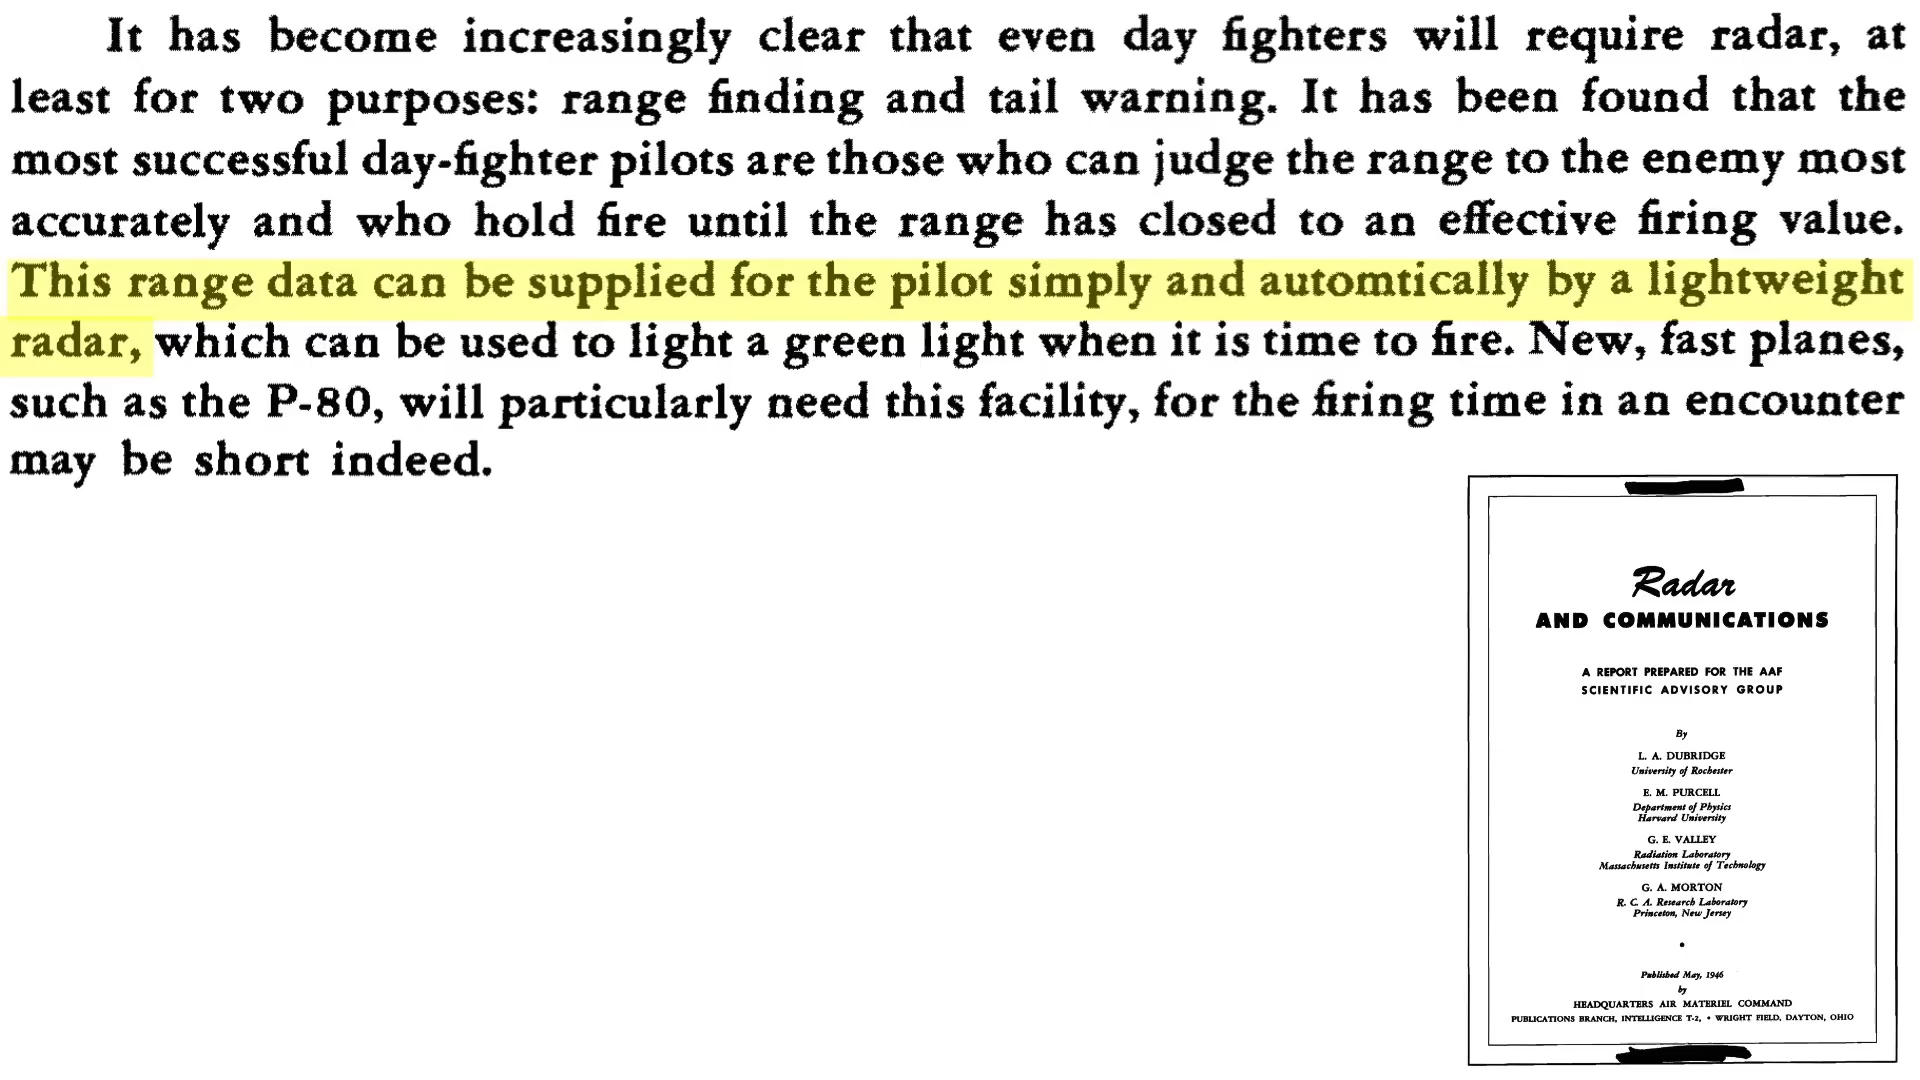 It has become increasingly clear that even day fighters will require radar, at
least for two purposes: range finding and tail warning. It has been found that the
most successful day-fighter pilots are those who can judge the range to the enemy most
accurately and who hold fire until the range has closed to an effective firing value.
This range data can be supplied for the pilot simply and automtically by a lightweight
radar, which can be used to light a green light when it is time to fire. New, fast planes,
such as the P-80, will particularly need this facility, for the firing time in an encounter
may be short indeed.
Radar
AND COMMUNICATIONS
A REPORT PREPARED FOR THE AAF
SCIENTIFIC ADVISORY GROUP
By
L. A. DUBRIDGE
University of Rochester
E. M. PURCELL
Department of Physics
Harvard University
G. E. VALLEY
Radiation Laboratory
Massachusetts Institute of Technology
G. A. MORTON
R. C. A. Research Laboratory
Princeton, New Jersey
•
Published May, 1946
by
HEADQUARTERS AIR MATERIEL COMMAND
PUBLICATIONS BRANCH, INTELLIGENCE T-2, • WRIGHT FIELD, DAYTON, OHIO